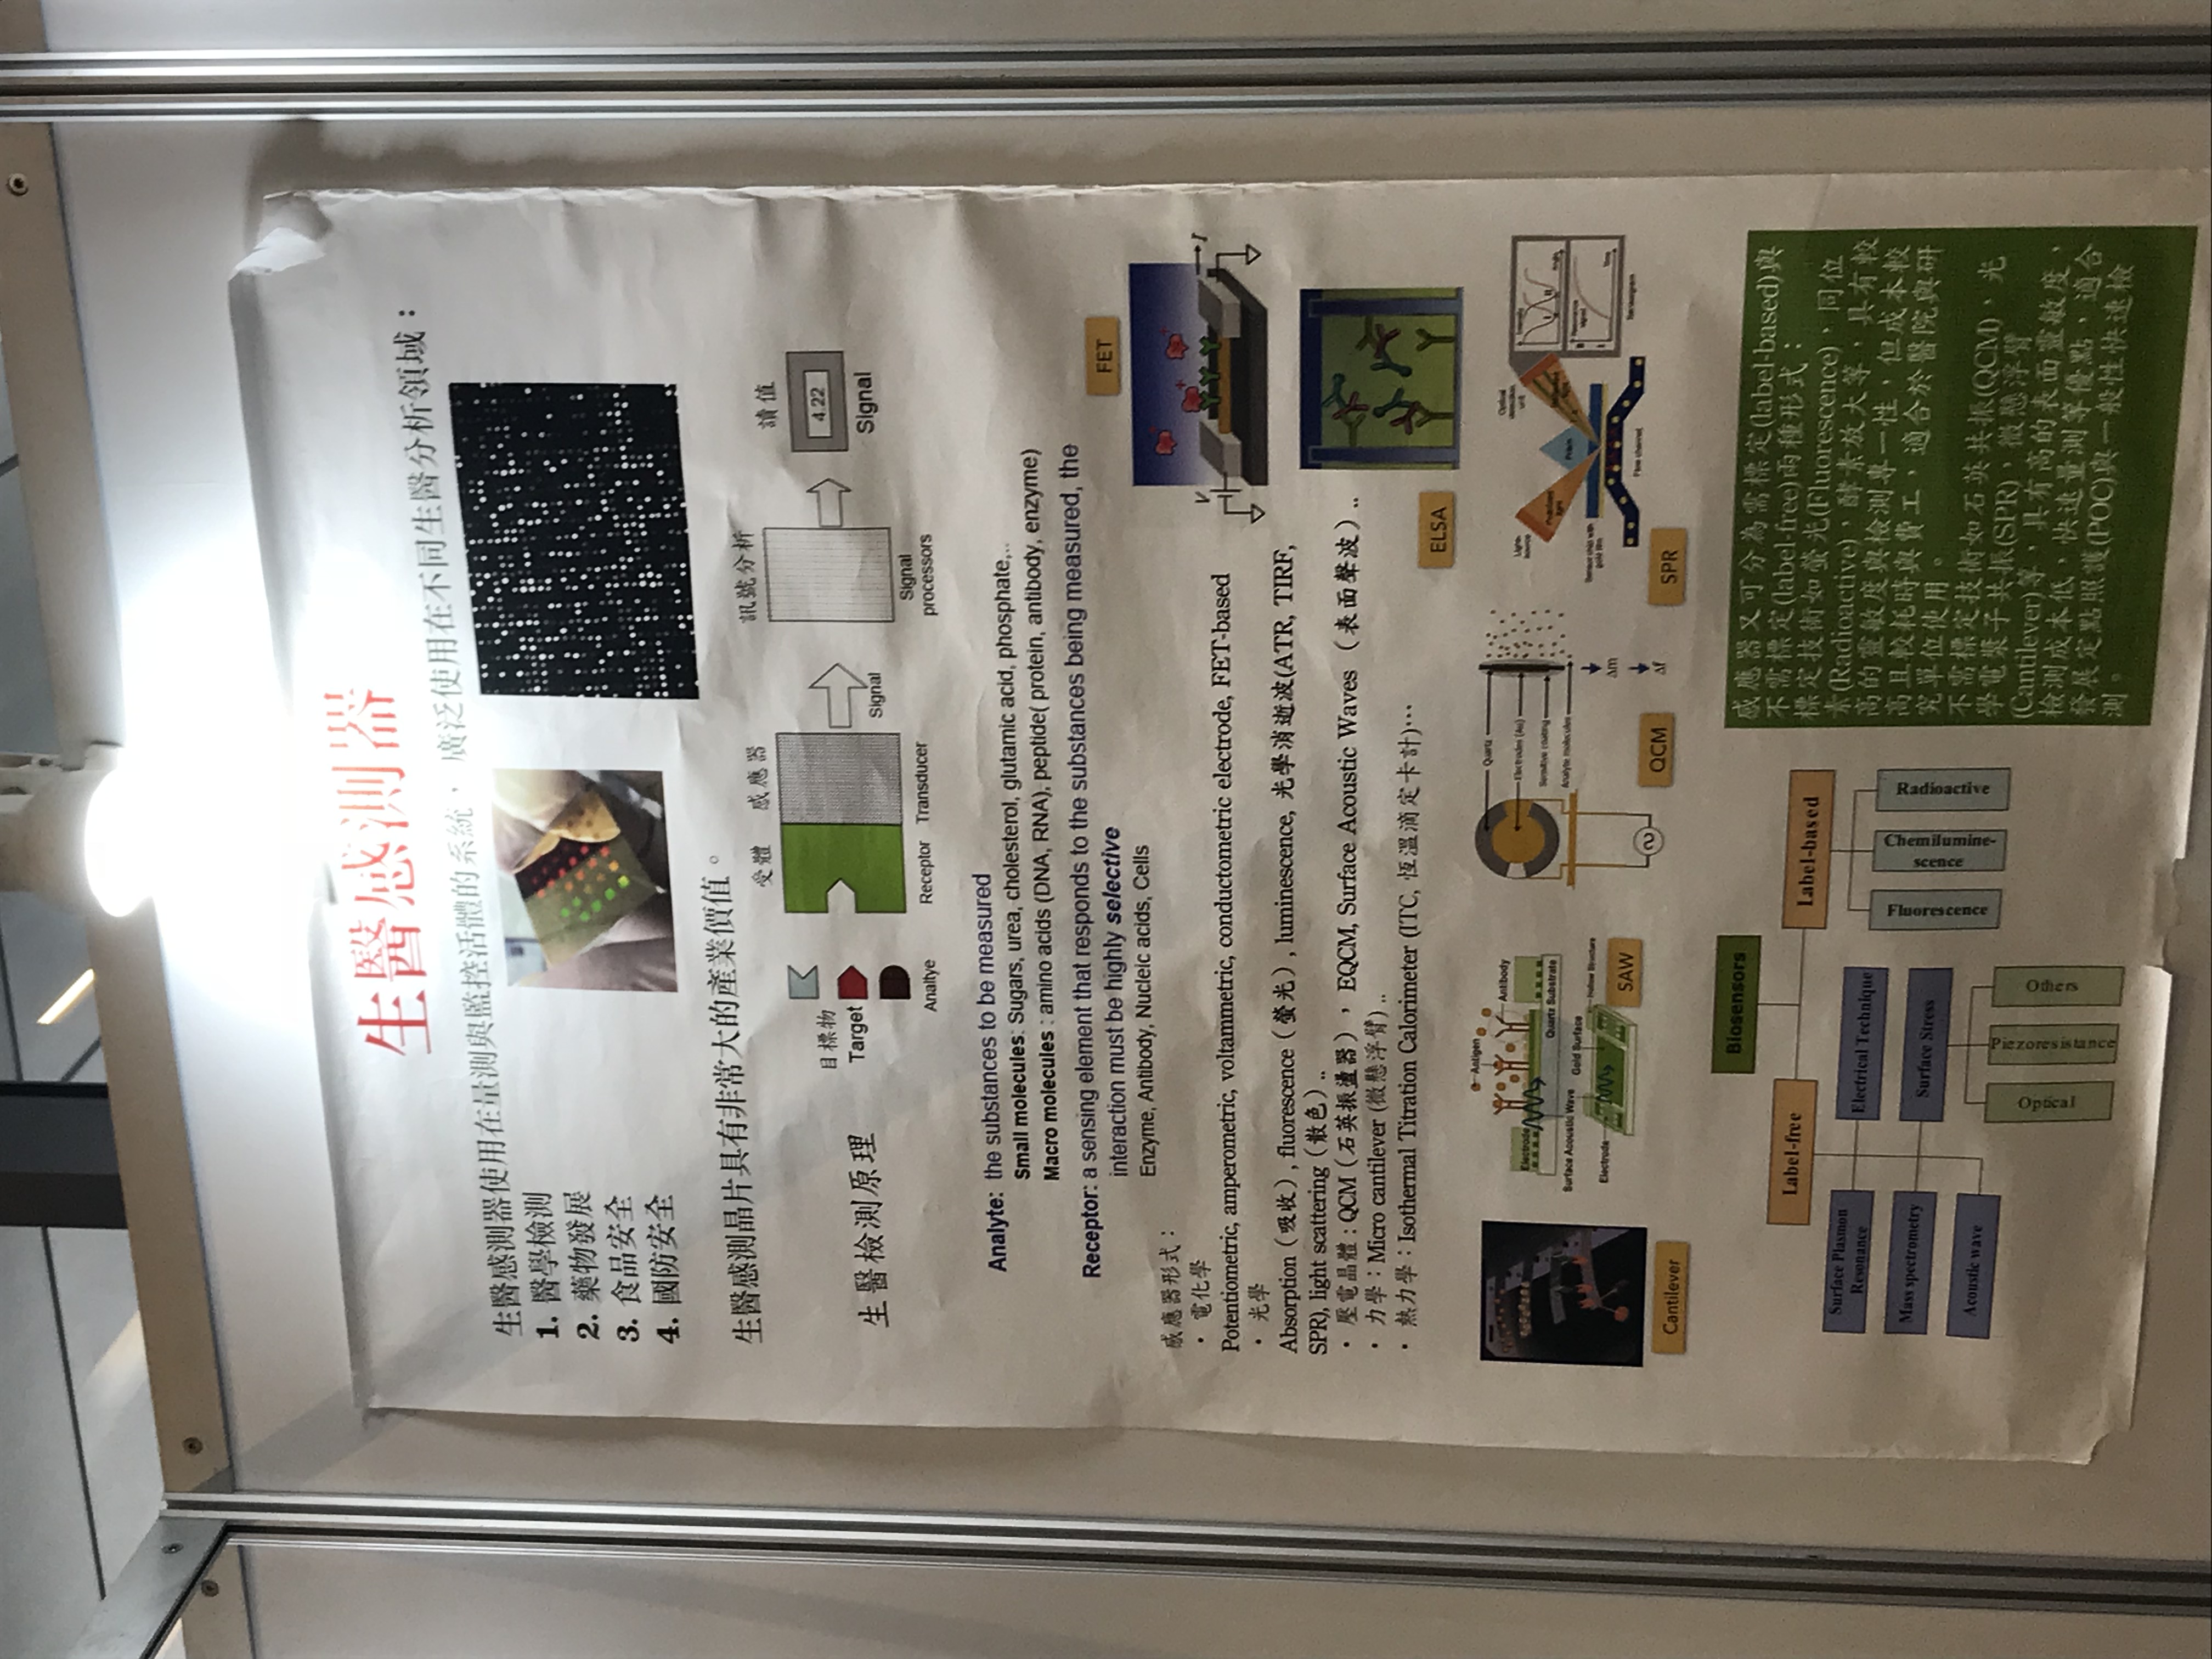 生醫感測器
生醫感測器使用在量測與監控活體的系統， 廣泛使用在不同生醫分析領域：
1. 醫學檢測
2. 藥物發展
3. 食品安全
4. 國防安全
生醫感測晶片具有非常大的產業價值。
生醫檢測原理
目標物
Target
Analtye
受體
感應器
Receptor
Transducer
Signal
訊號分析
Signal
processors
讀值
4.22
Signal
Analyte: the substances to be measured
Small molecules: Sugars, urea, cholesterol, glutamic acid, phosphate,..
Macro molecules : amino acids (DNA, RNA), peptide( protein, antibody, enzyme)
Receptor: a sensing element that responds to the substances being measured, the
interaction must be highly selective
Enzyme, Antibody, Nucleic acids, Cells
FET
V
I
感應器形式：
・ 電化學
Potentiometric, amperometric, voltammetric, conductometric electrode, FET-based
・ 光學
Absorption（吸收）, fluorescence（螢光）, luminescence, 光學消逝波(ATR, TIRF,
SPR), light scattering（散色）..
・ 壓電晶體 : QCM（石英振盪器）， EQCM, Surface Acoustic Waves （表面聲波）..
・ 力學：Micro cantilever (微懸浮臂) ..
・ 熱力學：Isothermal Titration Calorimeter (ITC, 恆溫滴定卡計)…
ELSA
Cantilever
Antigen
Antibody
Electrode
Quartz Substrate
Surface Acoustic Wave
Gold Surface
Hollow Structure
Electrode
SAW
Quartz
Electrodes (Au)
Sensitive coating
Analyte molecules
Δm
Δf
QCM
Light-
source
Polarized
light
Prism
Optical
detection
unit
Reflected
light
Sensor chip with
gold film
Flow channel
Intensity
Angle
Resonance
signal
Time
Sensorgram
SPR
Biosensors
Label-free
Label-based
Surface Plasmon
Resonance
Electrical Technique
Mass spectrometry
Surface Stress
Acoustic wave
Optical
Piezoresistance
Others
Fluorescence
Chemilumine-
scence
Radioactive
感應器又可分為需標定(label-based)與
不需標定(label-free)兩種形式：
標定技術如螢光(Fluorescence)，同位
素(Radioactive)，酵素放大等，具有較
高的靈敏度與檢測專一性，但成本較
高且較耗時與費工，適合於醫院與研
究單位使用。
不需標定技術如石英共振(QCM)、光
學電漿子共振(SPR)，微懸浮臂
(Cantilever)等，具有高的表面靈敏度，
檢測成本低，快速量測等優點，適合
發展定點照護(POC)與一般性快速檢
測。